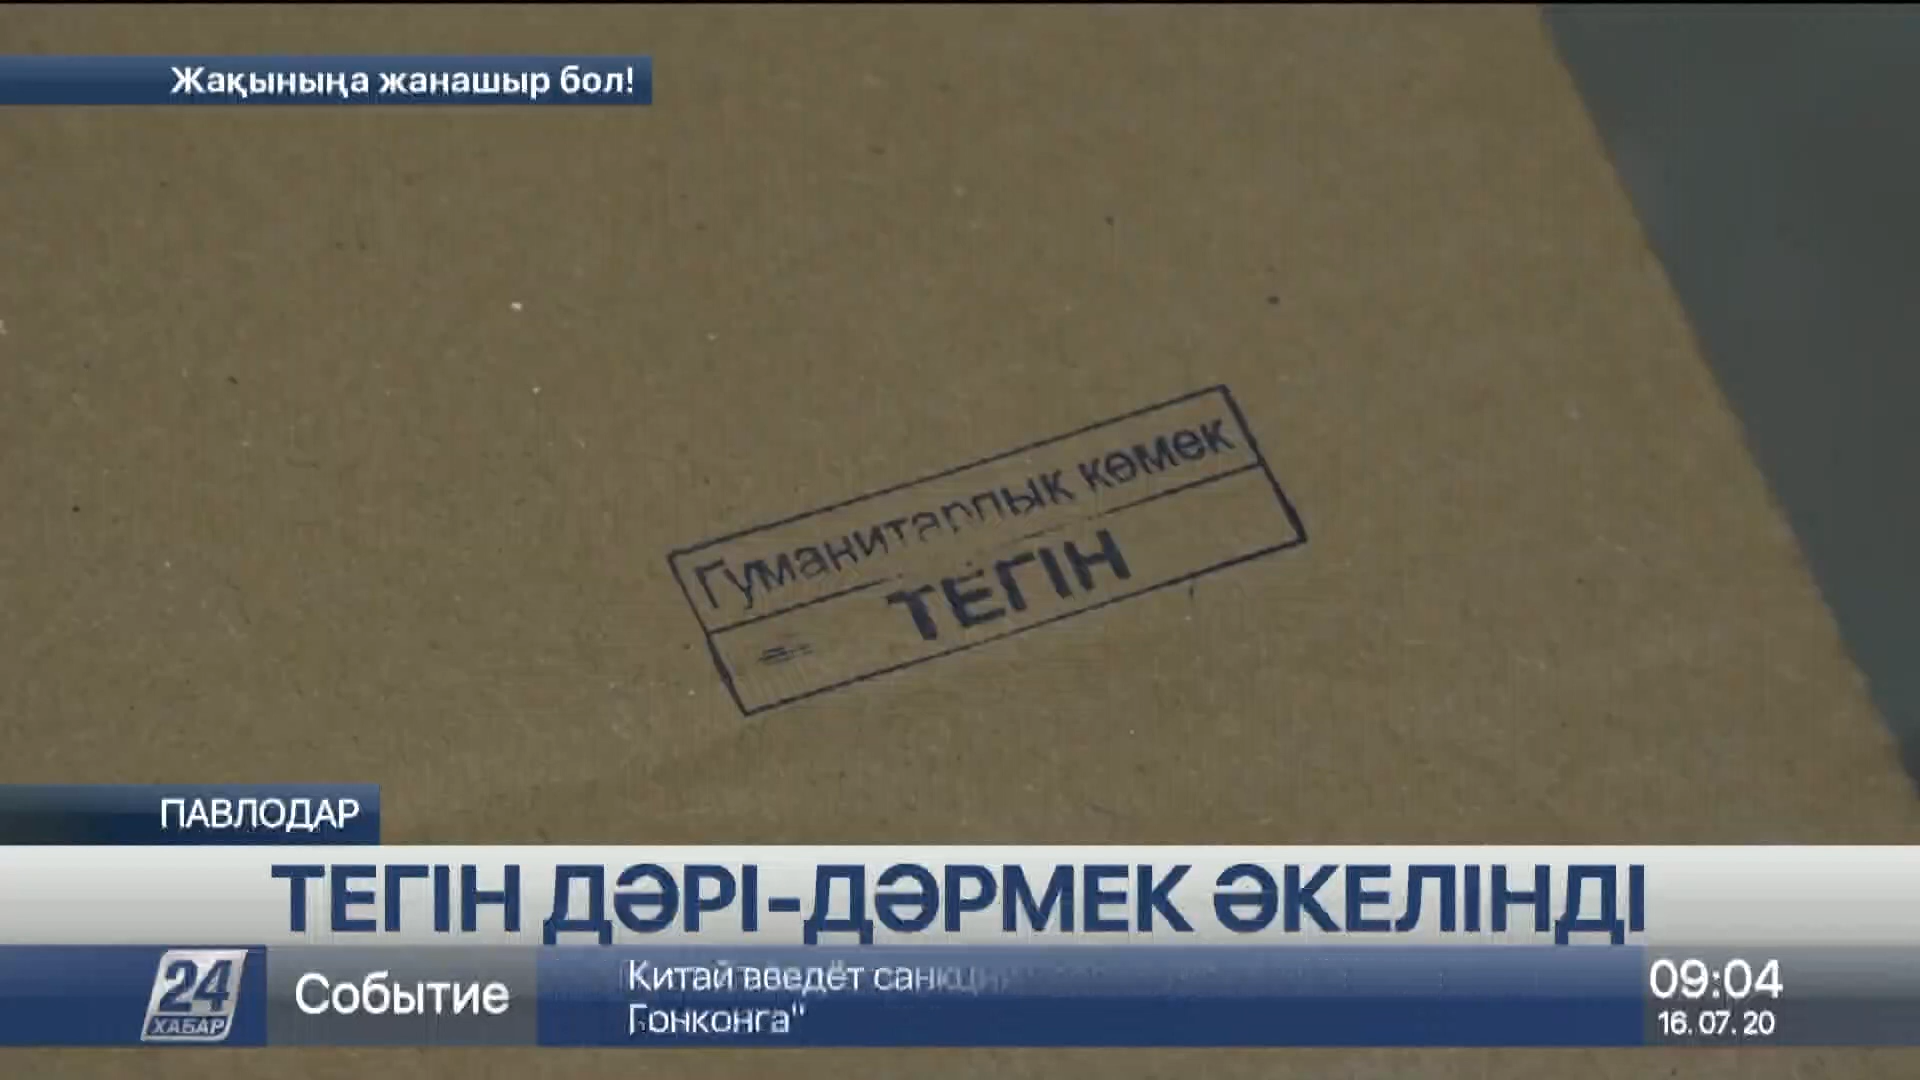 Жақыныңа жанашыр бол!
Гуманитарлық көмек
ТЕГІН
ПАВЛОДАР
ТЕГІН ДӘРІ-ДӘРМЕК ӘКЕЛІНДІ
24
ХАБАР
Событие
Китай введёт
Гонконга"
09:04
16.07.20